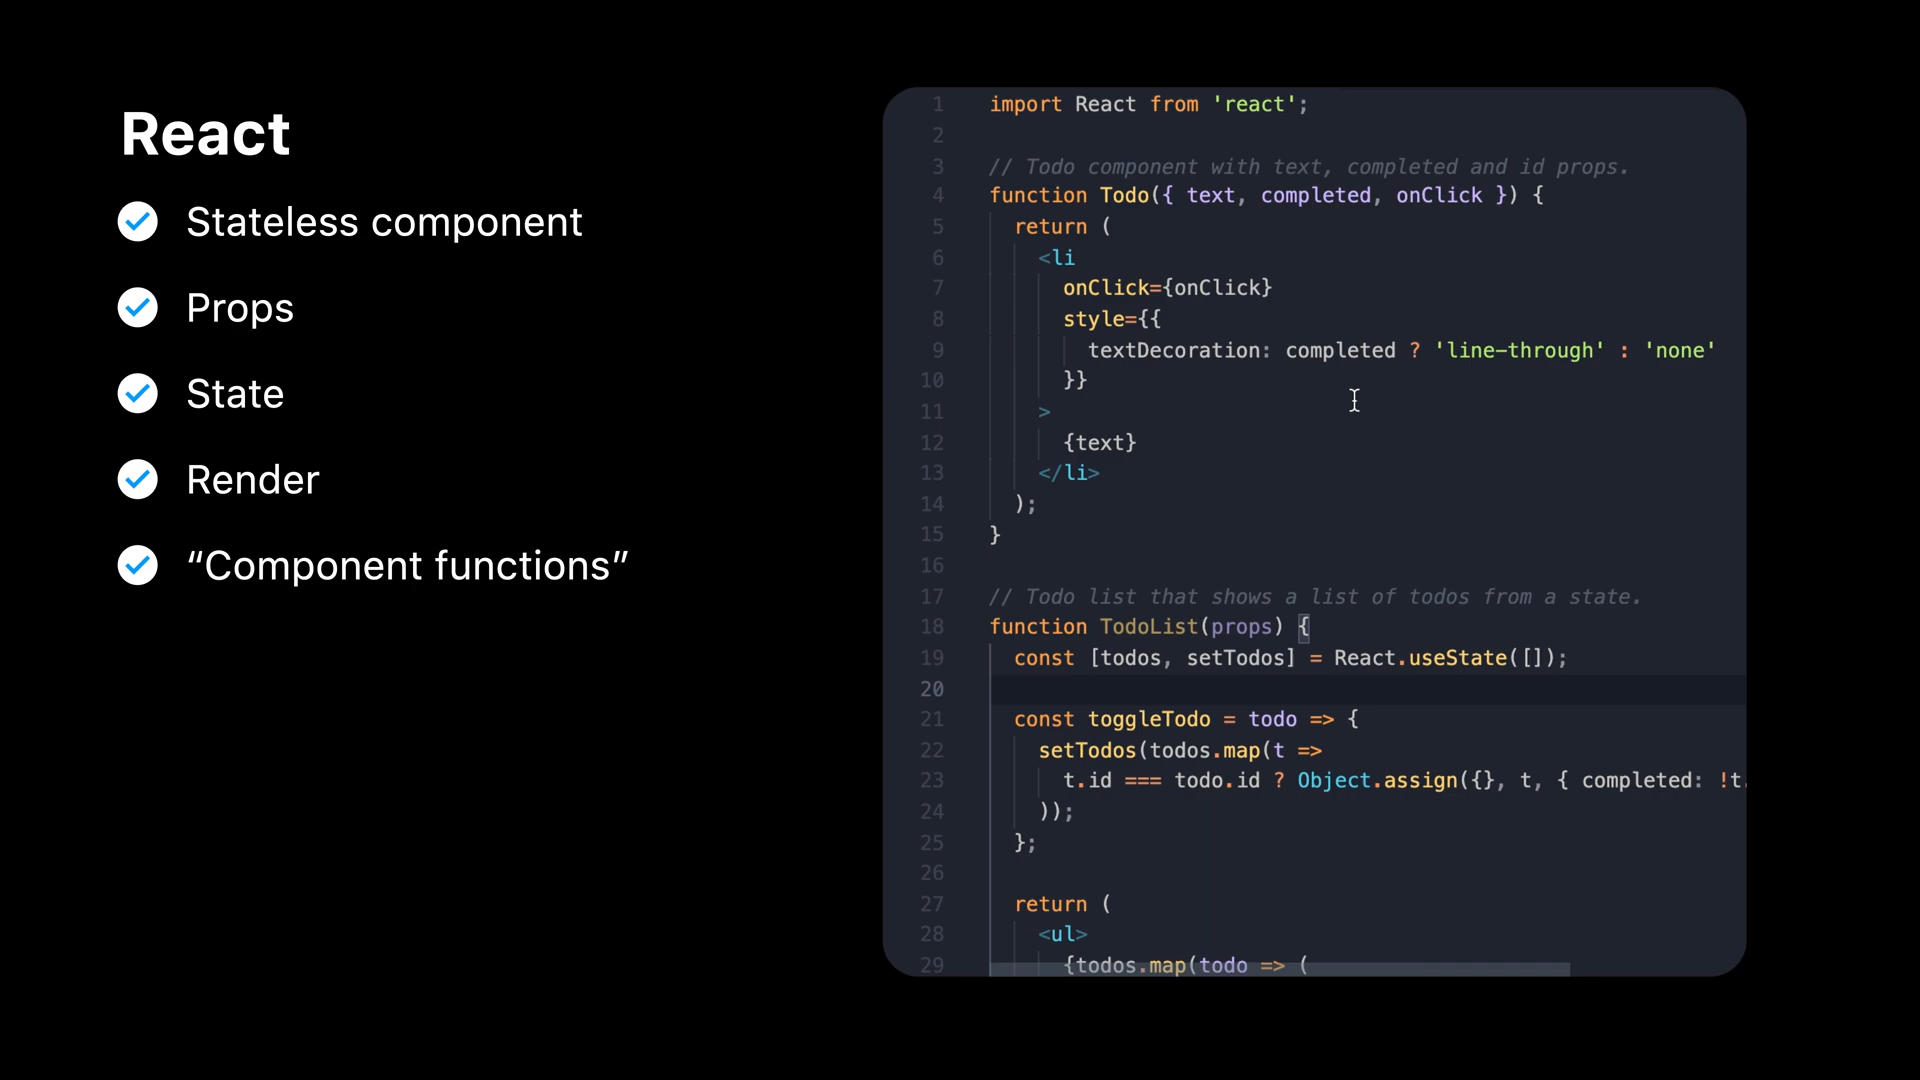 React
Stateless component
Props
State
Render
“Component functions”
1 import React from 'react';
2
3 // Todo component with text, completed and id props.
4 function Todo({ text, completed, onClick }) {
5 return (
6 <li
7 onClick={onClick}
8 style={{
9 textDecoration: completed ? 'line-through' : 'none'
10 }}
11 >
12 {text}
13 </li>
14 );
15 }
16
17 // Todo list that shows a list of todos from a state.
18 function TodoList(props) {
19 const [todos, setTodos] = React.useState([]);
20
21 const toggleTodo = todo => {
22 setTodos(todos.map(t =>
23 t.id === todo.id ? Object.assign({}, t, { completed: !t.
24 ));
25 };
26
27 return (
28 <ul>
29 {todos.map(todo => (